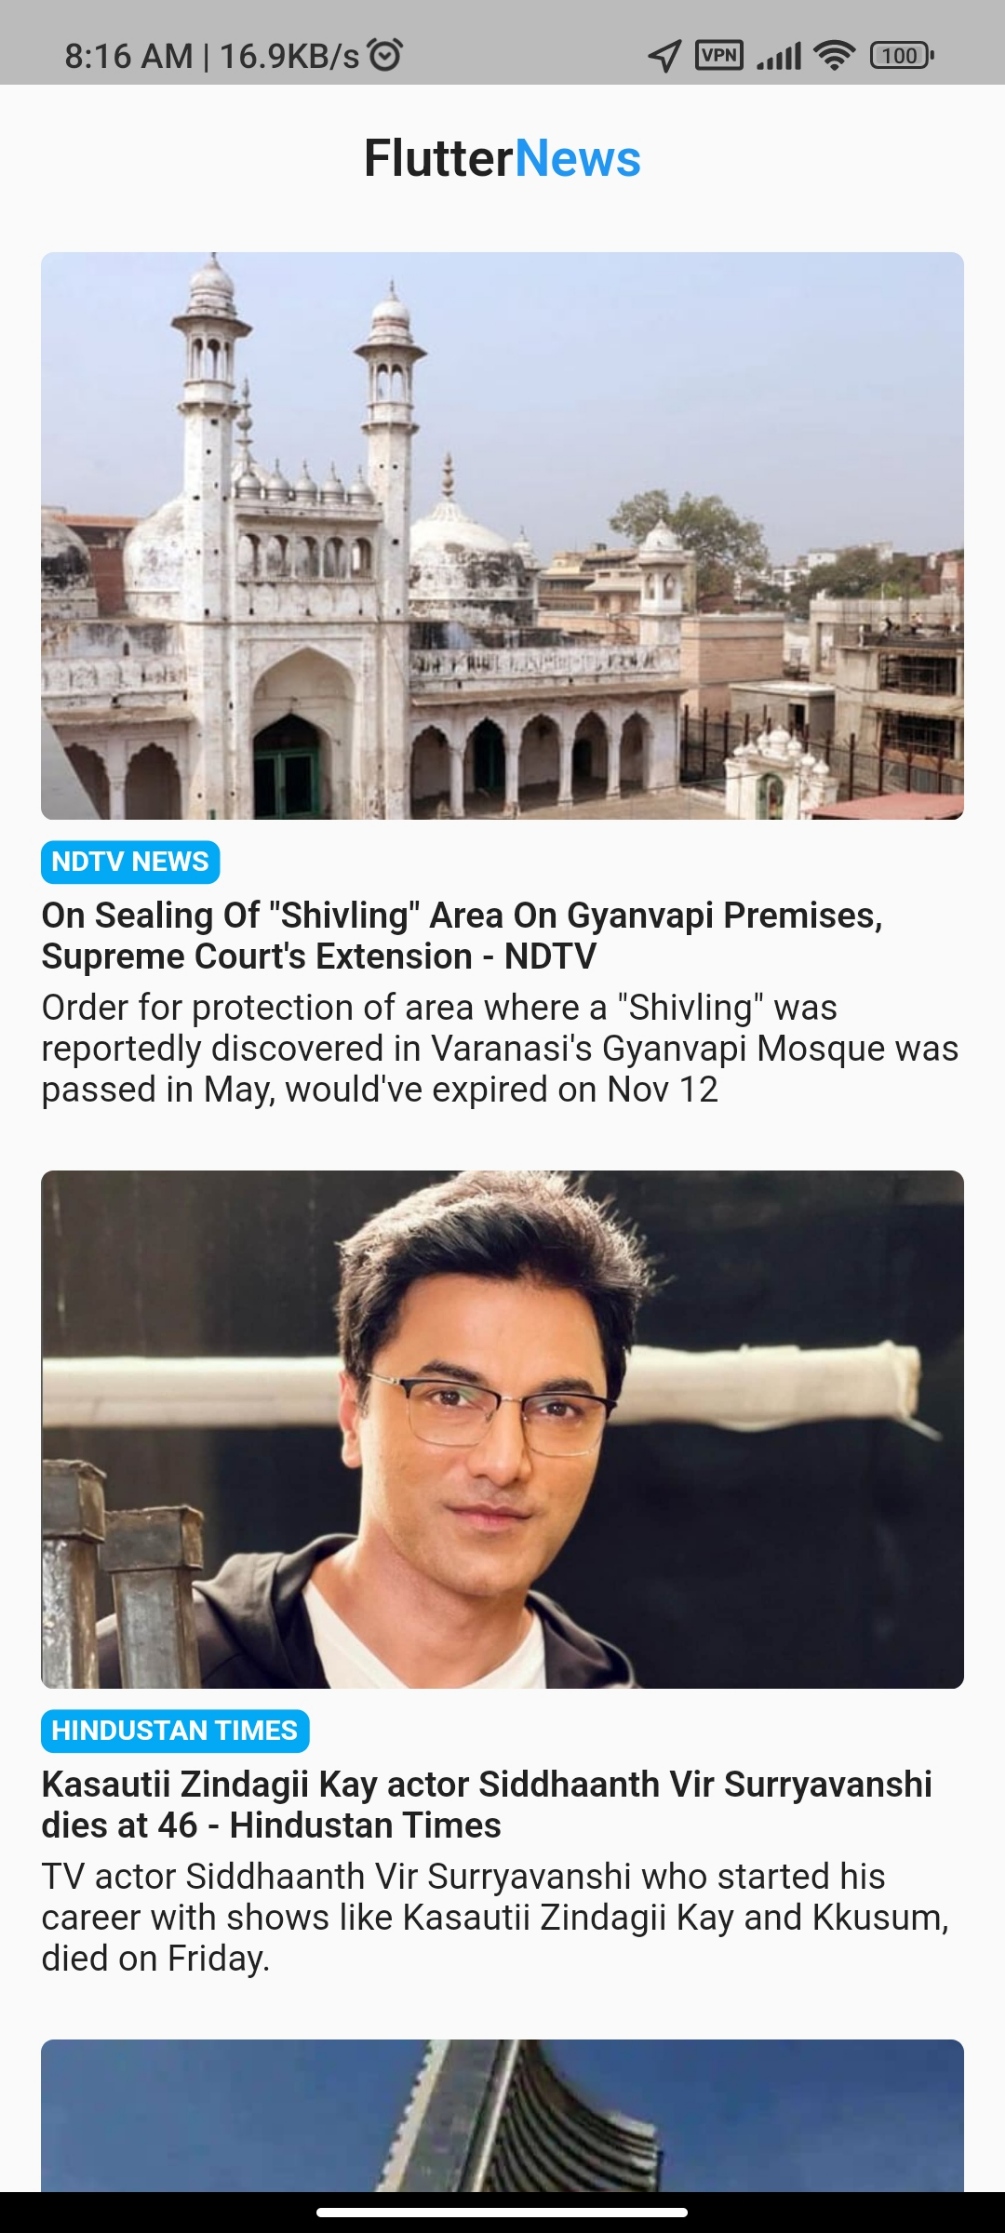 8:16 AM | 16.9KB/s
VPN
100
FlutterNews
NDTV NEWS
On Sealing Of "Shivling" Area On Gyanvapi Premises,
Supreme Court's Extension - NDTV
Order for protection of area where a "Shivling" was
reportedly discovered in Varanasi's Gyanvapi Mosque was
passed in May, would've expired on Nov 12
HINDUSTAN TIMES
Kasautii Zindagii Kay actor Siddhaanth Vir Surryavanshi
dies at 46 - Hindustan Times
TV actor Siddhaanth Vir Surryavanshi who started his
career with shows like Kasautii Zindagii Kay and Kkusum,
died on Friday.